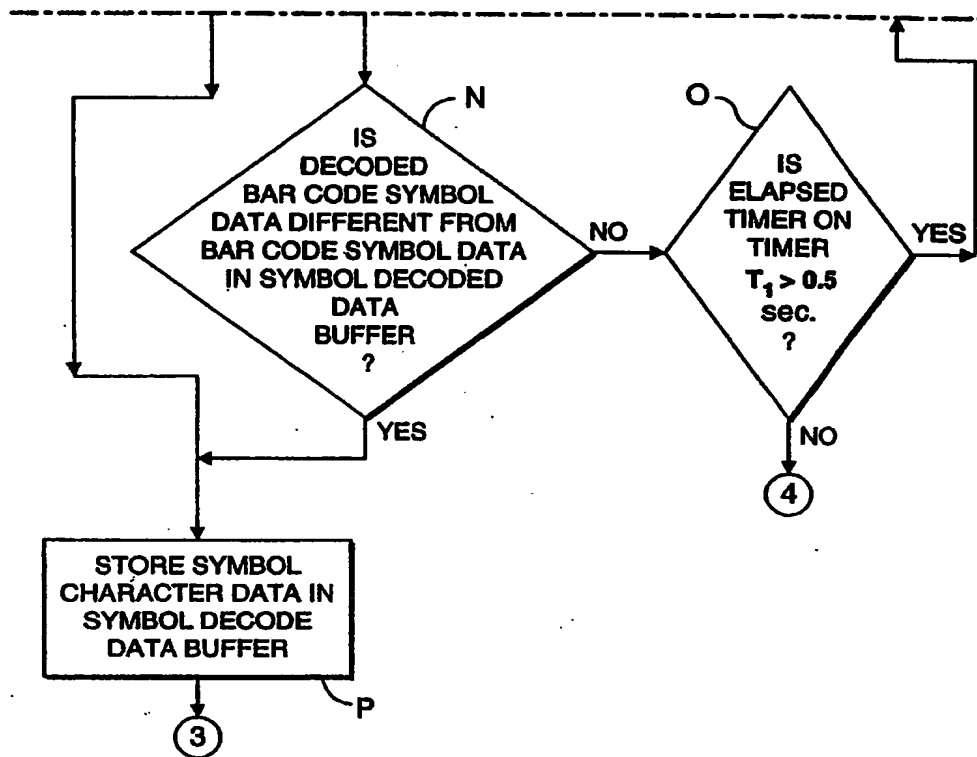 N
IS
DECODED
BAR CODE SYMBOL
DATA DIFFERENT FROM
BAR CODE SYMBOL DATA
IN SYMBOL DECODED
DATA
BUFFER
?
NO
YES
O
IS
ELAPSED
TIMER ON
TIMER
T₁ > 0.5
sec.
?
YES
NO
4
STORE SYMBOL
CHARACTER DATA IN
SYMBOL DECODE
DATA BUFFER
P
3